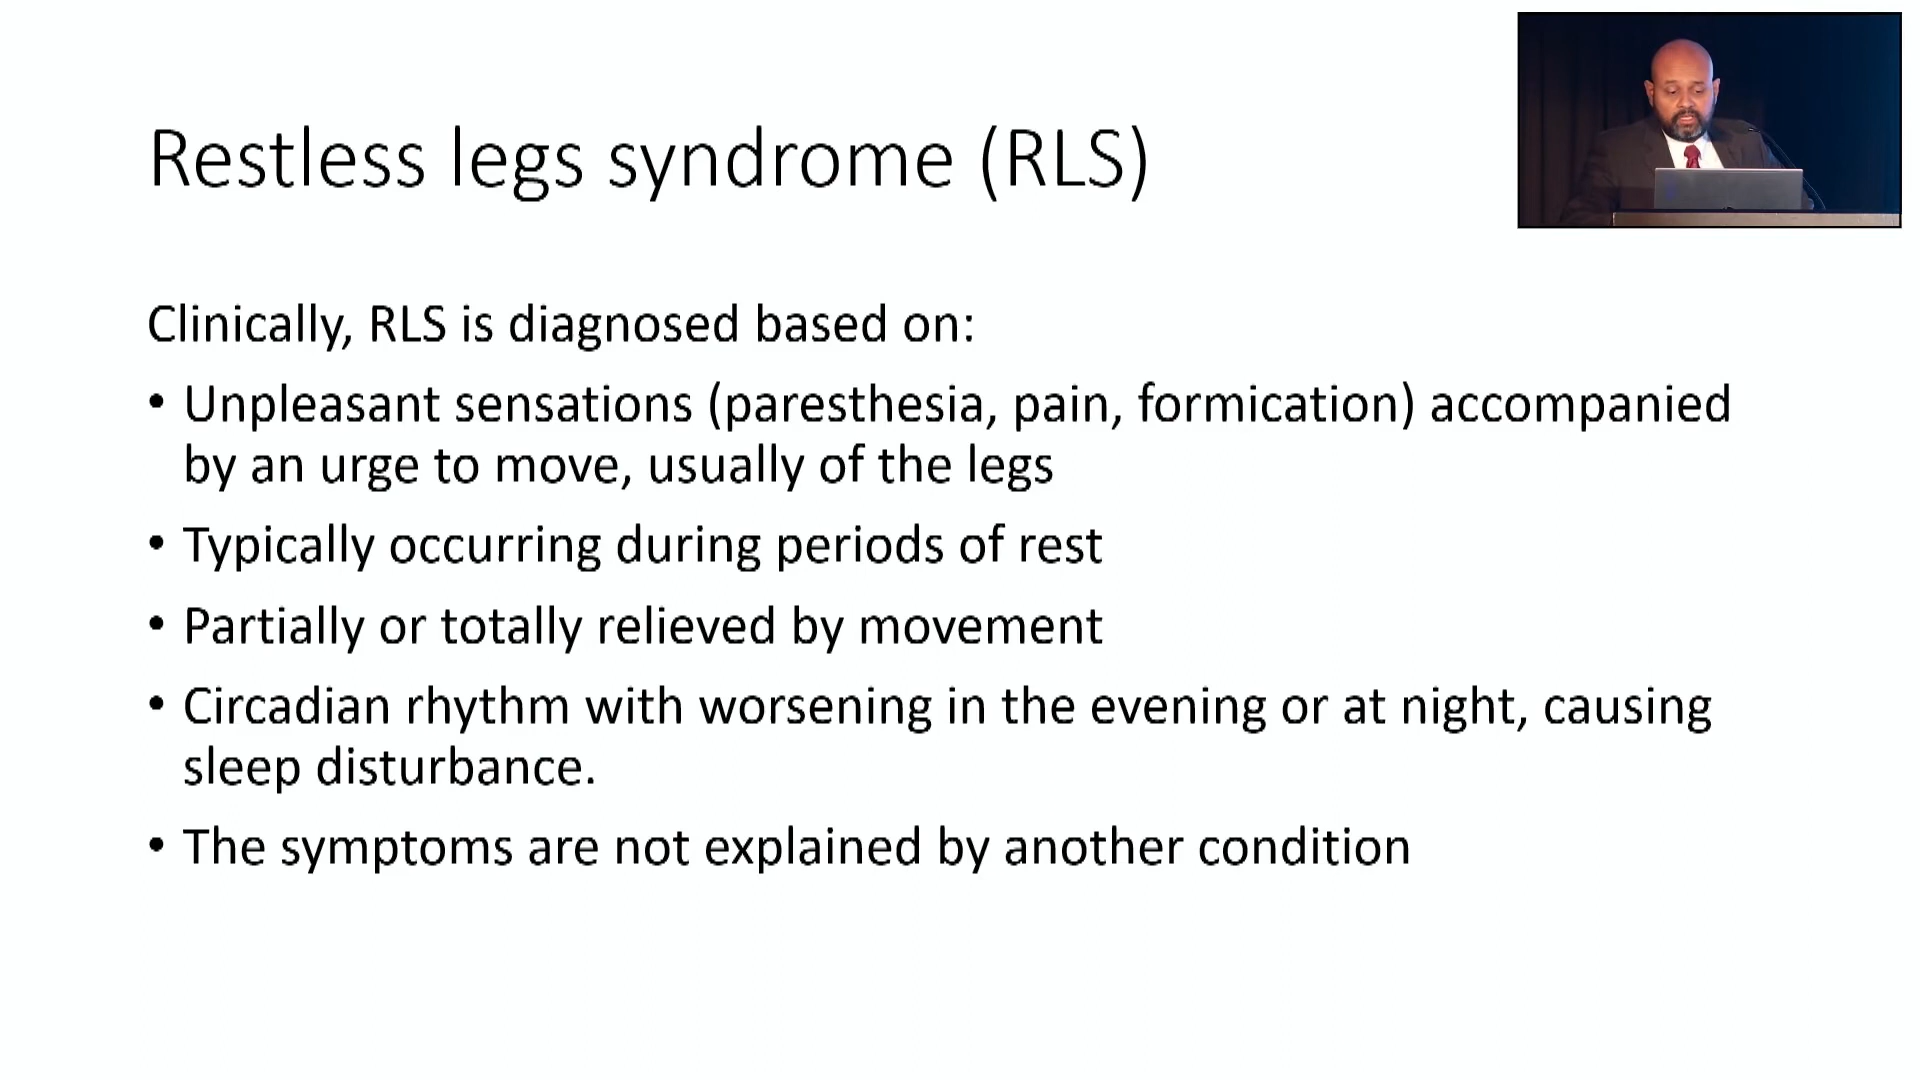 Restless legs syndrome (RLS)
Clinically, RLS is diagnosed based on:
• Unpleasant sensations (paresthesia, pain, formication) accompanied
by an urge to move, usually of the legs
• Typically occurring during periods of rest
• Partially or totally relieved by movement
• Circadian rhythm with worsening in the evening or at night, causing
sleep disturbance.
• The symptoms are not explained by another condition